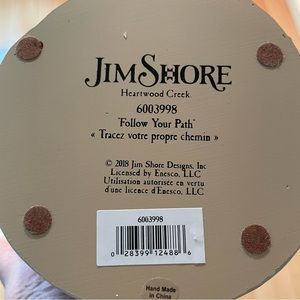 JIM SHORE
Heartwood Creek.
6003998
"Follow Your Path"
« Tracez votre propre chemin »
© 2018 Jim Shore Designs, Inc
Licensed by Enesco, LLC
Utilisation autorisée en vertu
d'une licence d'Enesco, LLC
6003998
0 28399 12488 6
Hand Made
in China